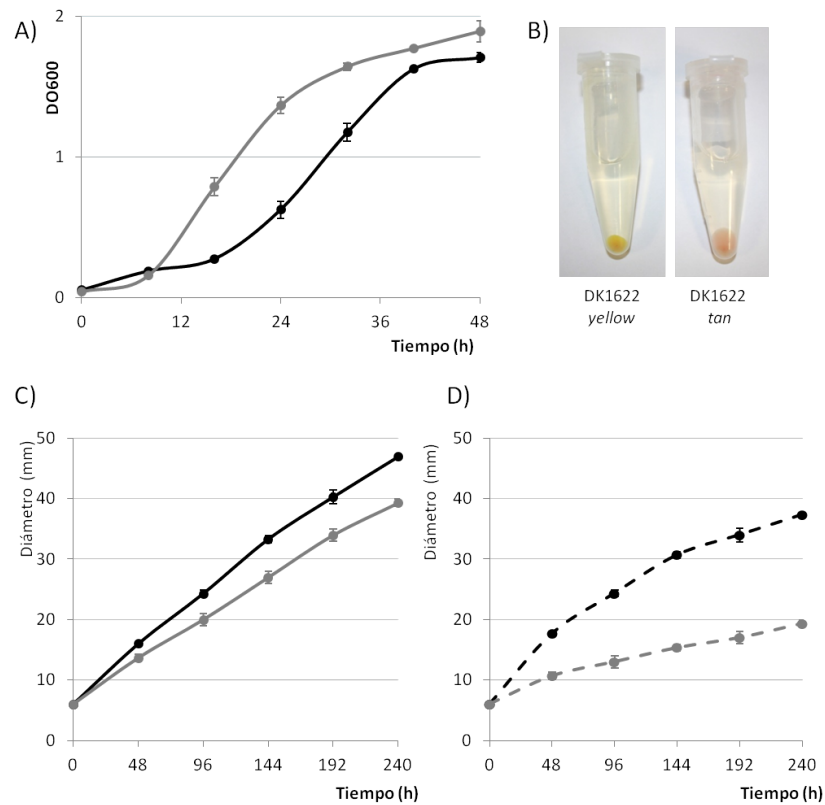 A)
2
1
0
DO600
0 12 24 36 48
Tiempo (h)
B)
DK1622
yellow
DK1622
tan
C)
Diámetro (mm)
50
40
30
20
10
0
0 48 96 144 192 240
Tiempo (h)
D)
Diámetro (mm)
50
40
30
20
10
0
0 48 96 144 192 240
Tiempo (h)